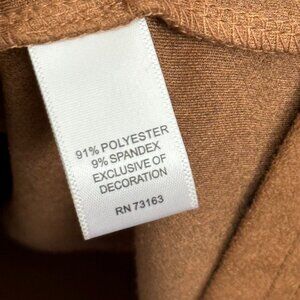 91% POLYESTER
9% SPANDEX
EXCLUSIVE OF
DECORATION
RN 73163